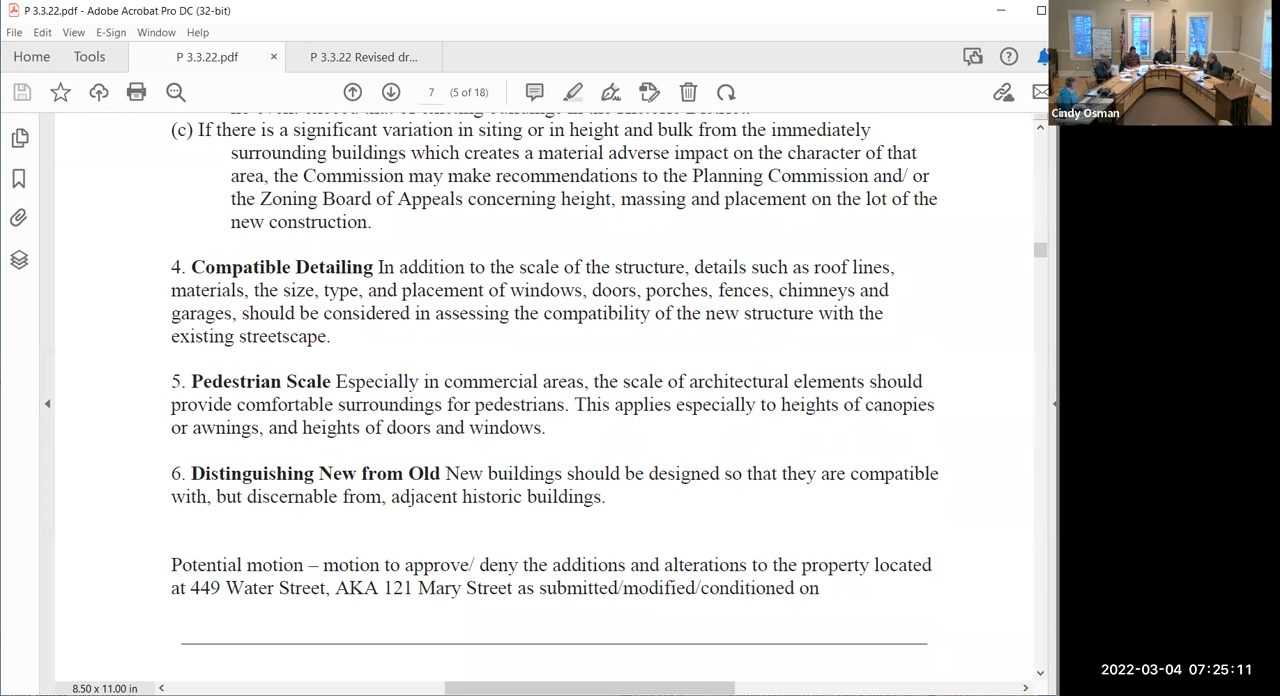 P 3.3.22.pdf - Adobe Acrobat Pro DC (32-bit)
File Edit View E-Sign Window Help
Home Tools P 3.3.22.pdf × P 3.3.22 Revised dr...
7 (5 of 18)
(c) If there is a significant variation in siting or in height and bulk from the immediately
surrounding buildings which creates a material adverse impact on the character of that
area, the Commission may make recommendations to the Planning Commission and/ or
the Zoning Board of Appeals concerning height, massing and placement on the lot of the
new construction.
4. Compatible Detailing In addition to the scale of the structure, details such as roof lines,
materials, the size, type, and placement of windows, doors, porches, fences, chimneys and
garages, should be considered in assessing the compatibility of the new structure with the
existing streetscape.
5. Pedestrian Scale Especially in commercial areas, the scale of architectural elements should
provide comfortable surroundings for pedestrians. This applies especially to heights of canopies
or awnings, and heights of doors and windows.
6. Distinguishing New from Old New buildings should be designed so that they are compatible
with, but discernable from, adjacent historic buildings.
Potential motion – motion to approve/ deny the additions and alterations to the property located
at 449 Water Street, AKA 121 Mary Street as submitted/modified/conditioned on
8.50 x 11.00 in
Cindy Osman
2022-03-04 07:25:11